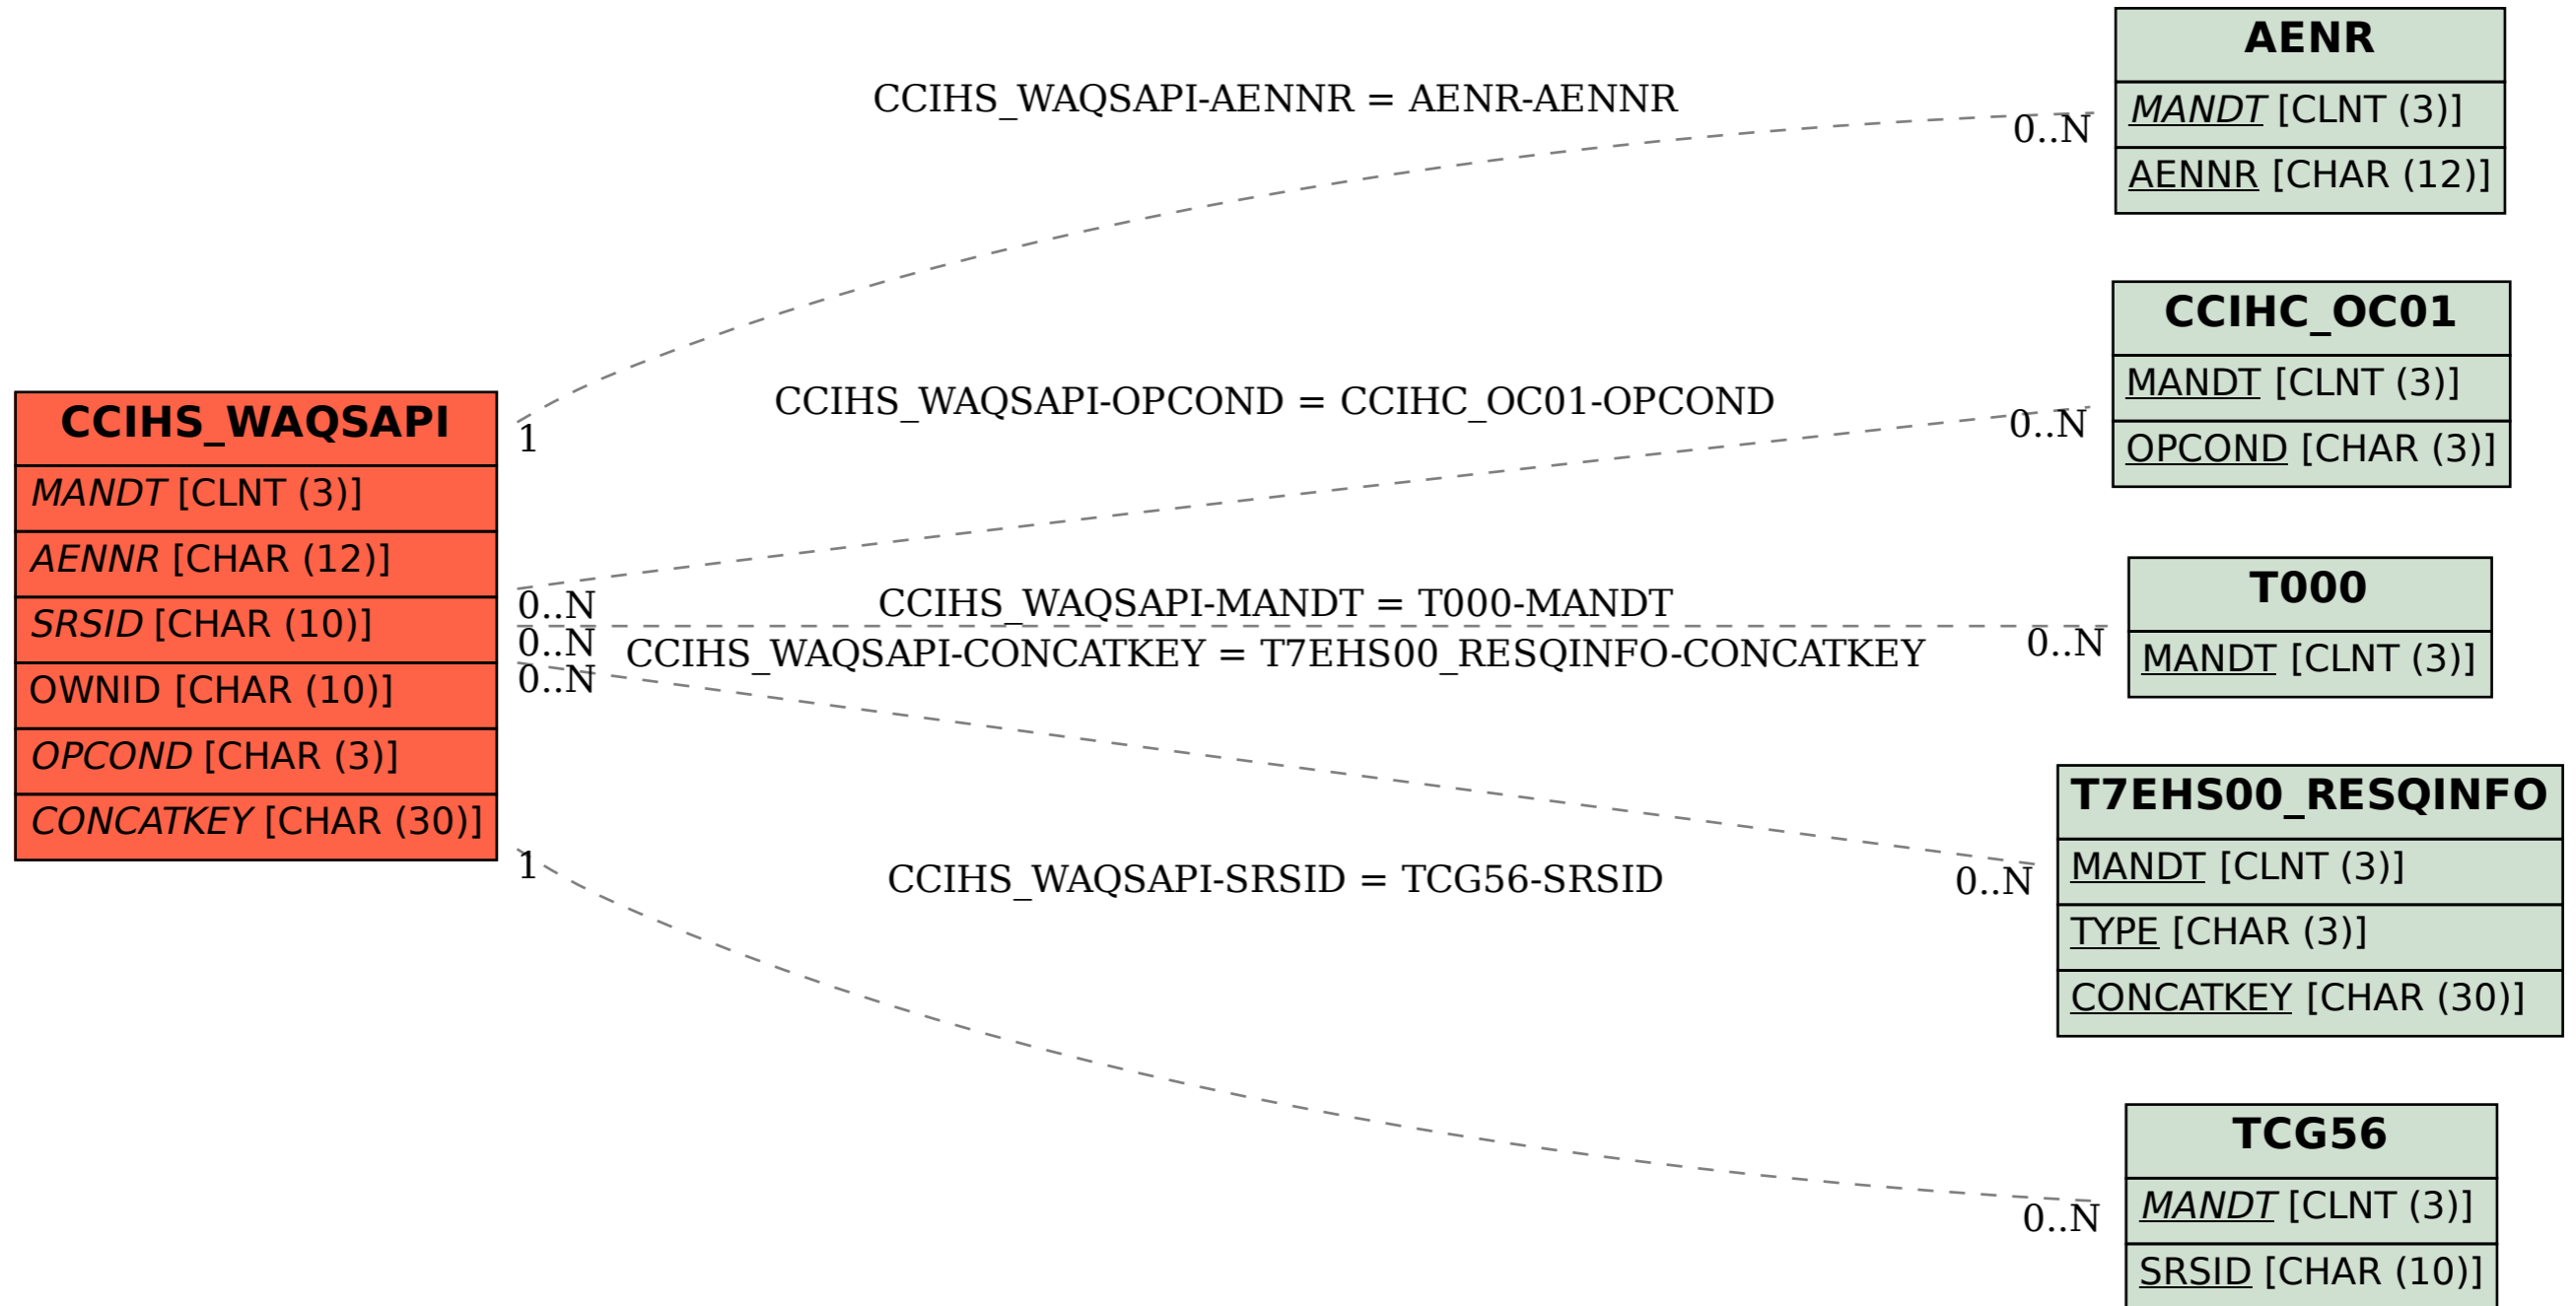 CCIHS_WAQSAPI
MANDT [CLNT (3)]
AENNR [CHAR (12)]
SRSID [CHAR (10)]
OWNID [CHAR (10)]
OPCOND [CHAR (3)]
CONCATKEY [CHAR (30)]
CCIHS_WAQSAPI-AENNR = AENR-AENNR
1
0..N
CCIHS_WAQSAPI-OPCOND = CCIHC_OC01-OPCOND
0..N
0..N
CCIHS_WAQSAPI-MANDT = T000-MANDT
0..N
0..N
CCIHS_WAQSAPI-CONCATKEY = T7EHS00_RESQINFO-CONCATKEY
0..N
0..N
CCIHS_WAQSAPI-SRSID = TCG56-SRSID
1
0..N
AENR
MANDT [CLNT (3)]
AENNR [CHAR (12)]
CCIHC_OC01
MANDT [CLNT (3)]
OPCOND [CHAR (3)]
T000
MANDT [CLNT (3)]
T7EHS00_RESQINFO
MANDT [CLNT (3)]
TYPE [CHAR (3)]
CONCATKEY [CHAR (30)]
TCG56
MANDT [CLNT (3)]
SRSID [CHAR (10)]